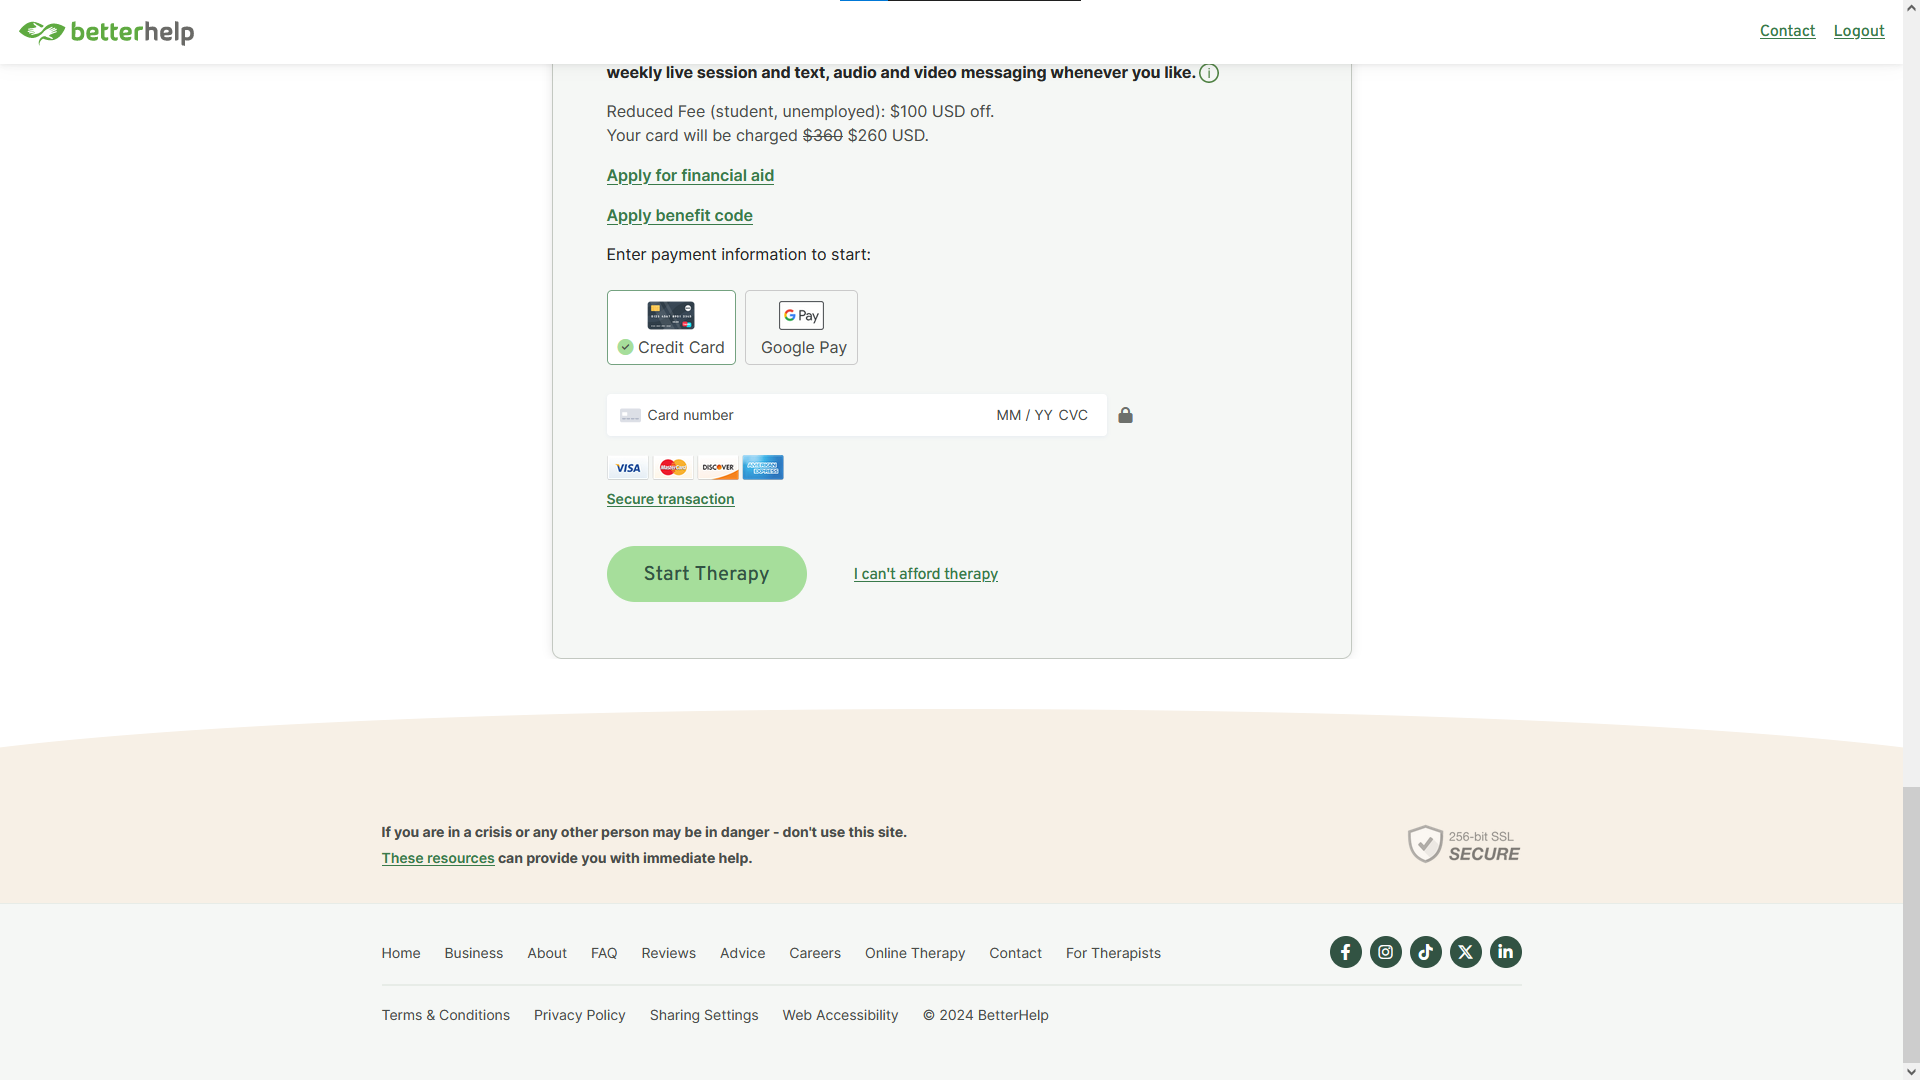 betterhelp
Contact
Logout
weekly live session and text, audio and video messaging whenever you like.
Reduced Fee (student, unemployed): $100 USD off.
Your card will be charged $360 $260 USD.
Apply for financial aid
Apply benefit code
Enter payment information to start:
Credit Card
G Pay
Google Pay
Card number
MM / YY CVC
VISA
MasterCard
DISCOVER
AMERICAN EXPRESS
Secure transaction
Start Therapy
I can't afford therapy
If you are in a crisis or any other person may be in danger - don't use this site.
These resources can provide you with immediate help.
256-bit SSL
SECURE
Home Business About FAQ Reviews Advice Careers Online Therapy Contact For Therapists
Terms & Conditions Privacy Policy Sharing Settings Web Accessibility © 2024 BetterHelp